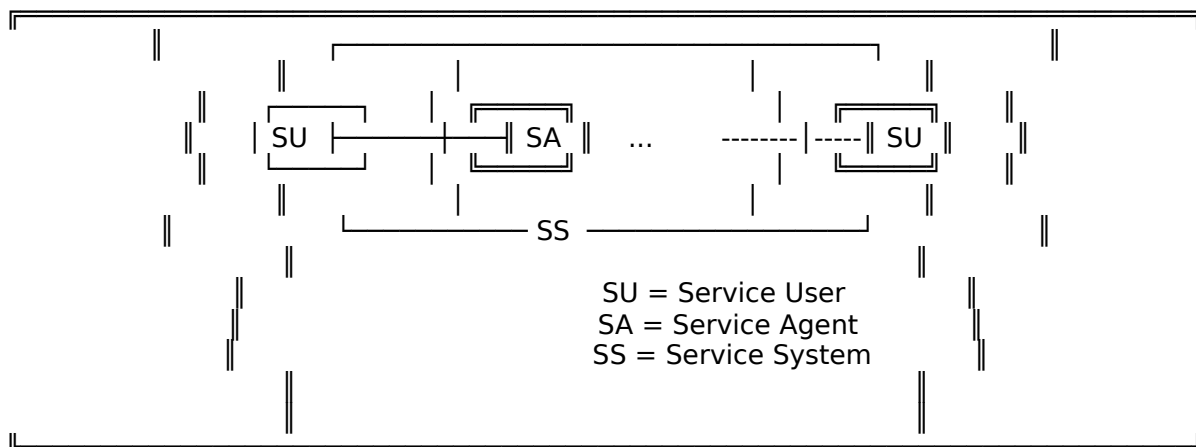 SU SA ... SU
SS
SU = Service User
SA = Service Agent
SS = Service System